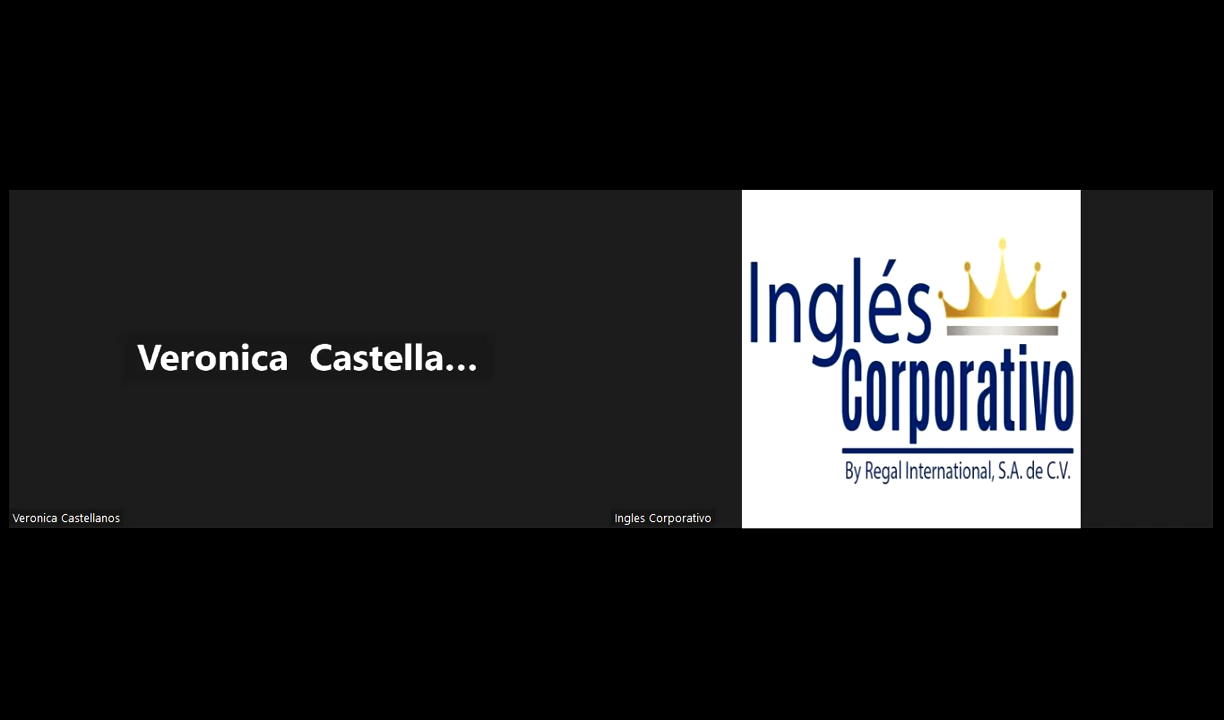 Veronica Castella...
Veronica Castellanos
Inglés
Corporativo
By Regal International, S.A. de C.V.
Ingles Corporativo